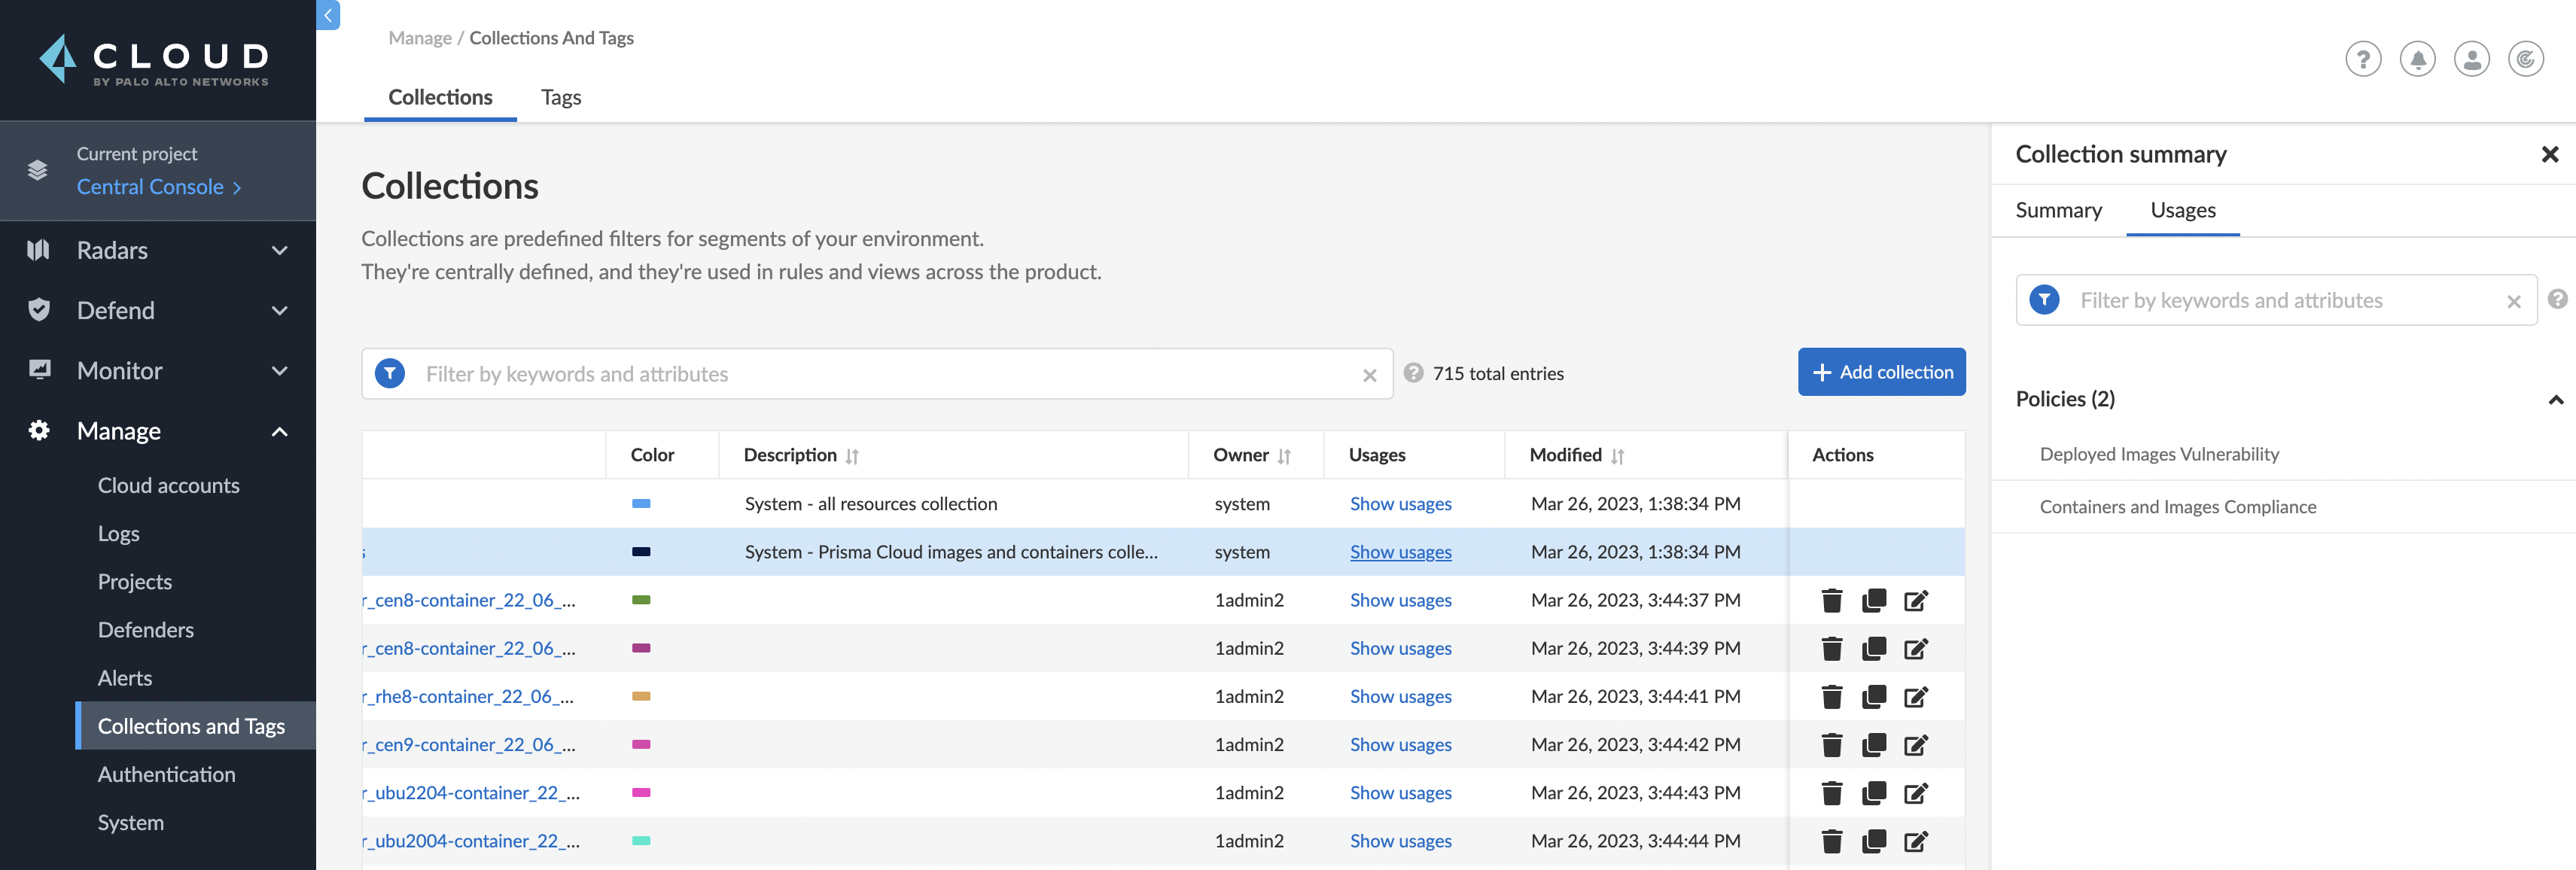 CLOUD
BY PALO ALTO NETWORKS
Current project
Central Console
Radars
Defend
Monitor
Manage
Cloud accounts
Logs
Projects
Defenders
Alerts
Collections and Tags
Authentication
System
Manage / Collections And Tags
Collections Tags
Collections
Collections are predefined filters for segments of your environment.
They're centrally defined, and they're used in rules and views across the product.
Filter by keywords and attributes 715 total entries + Add collection
Color Description Owner Usages Modified Actions
System - all resources collection system Show usages Mar 26, 2023, 1:38:34 PM
s System - Prisma Cloud images and containers colle... system Show usages Mar 26, 2023, 1:38:34 PM
r_cen8-container_22_06_... 1admin2 Show usages Mar 26, 2023, 3:44:37 PM
r_cen8-container_22_06_... 1admin2 Show usages Mar 26, 2023, 3:44:39 PM
r_rhe8-container_22_06_... 1admin2 Show usages Mar 26, 2023, 3:44:41 PM
r_cen9-container_22_06_... 1admin2 Show usages Mar 26, 2023, 3:44:42 PM
r_ubu2204-container_22_... 1admin2 Show usages Mar 26, 2023, 3:44:43 PM
r_ubu2004-container_22_... 1admin2 Show usages Mar 26, 2023, 3:44:44 PM
Collection summary
Summary Usages
Filter by keywords and attributes
Policies (2)
Deployed Images Vulnerability
Containers and Images Compliance